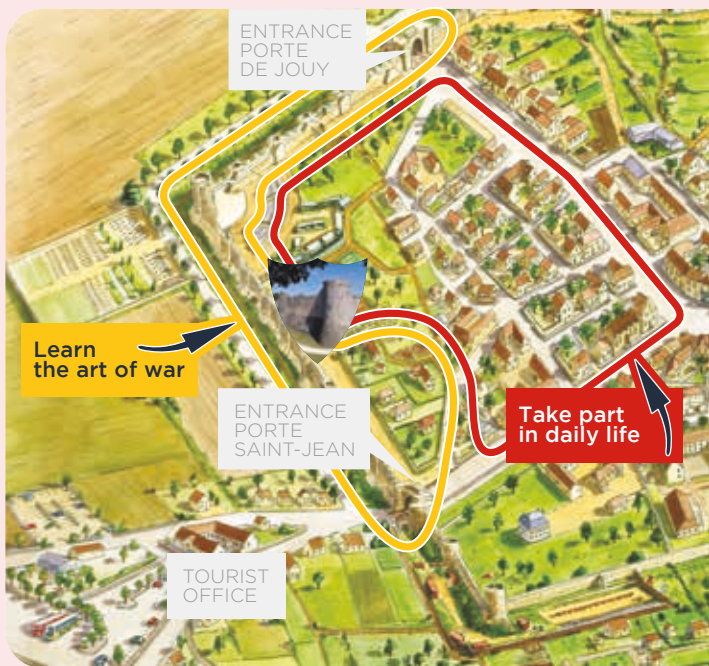 ENTRANCE
PORTE
DE JOUY
Learn
the art of war
ENTRANCE
PORTE
SAINT-JEAN
Take part
in daily life
TOURIST
OFFICE